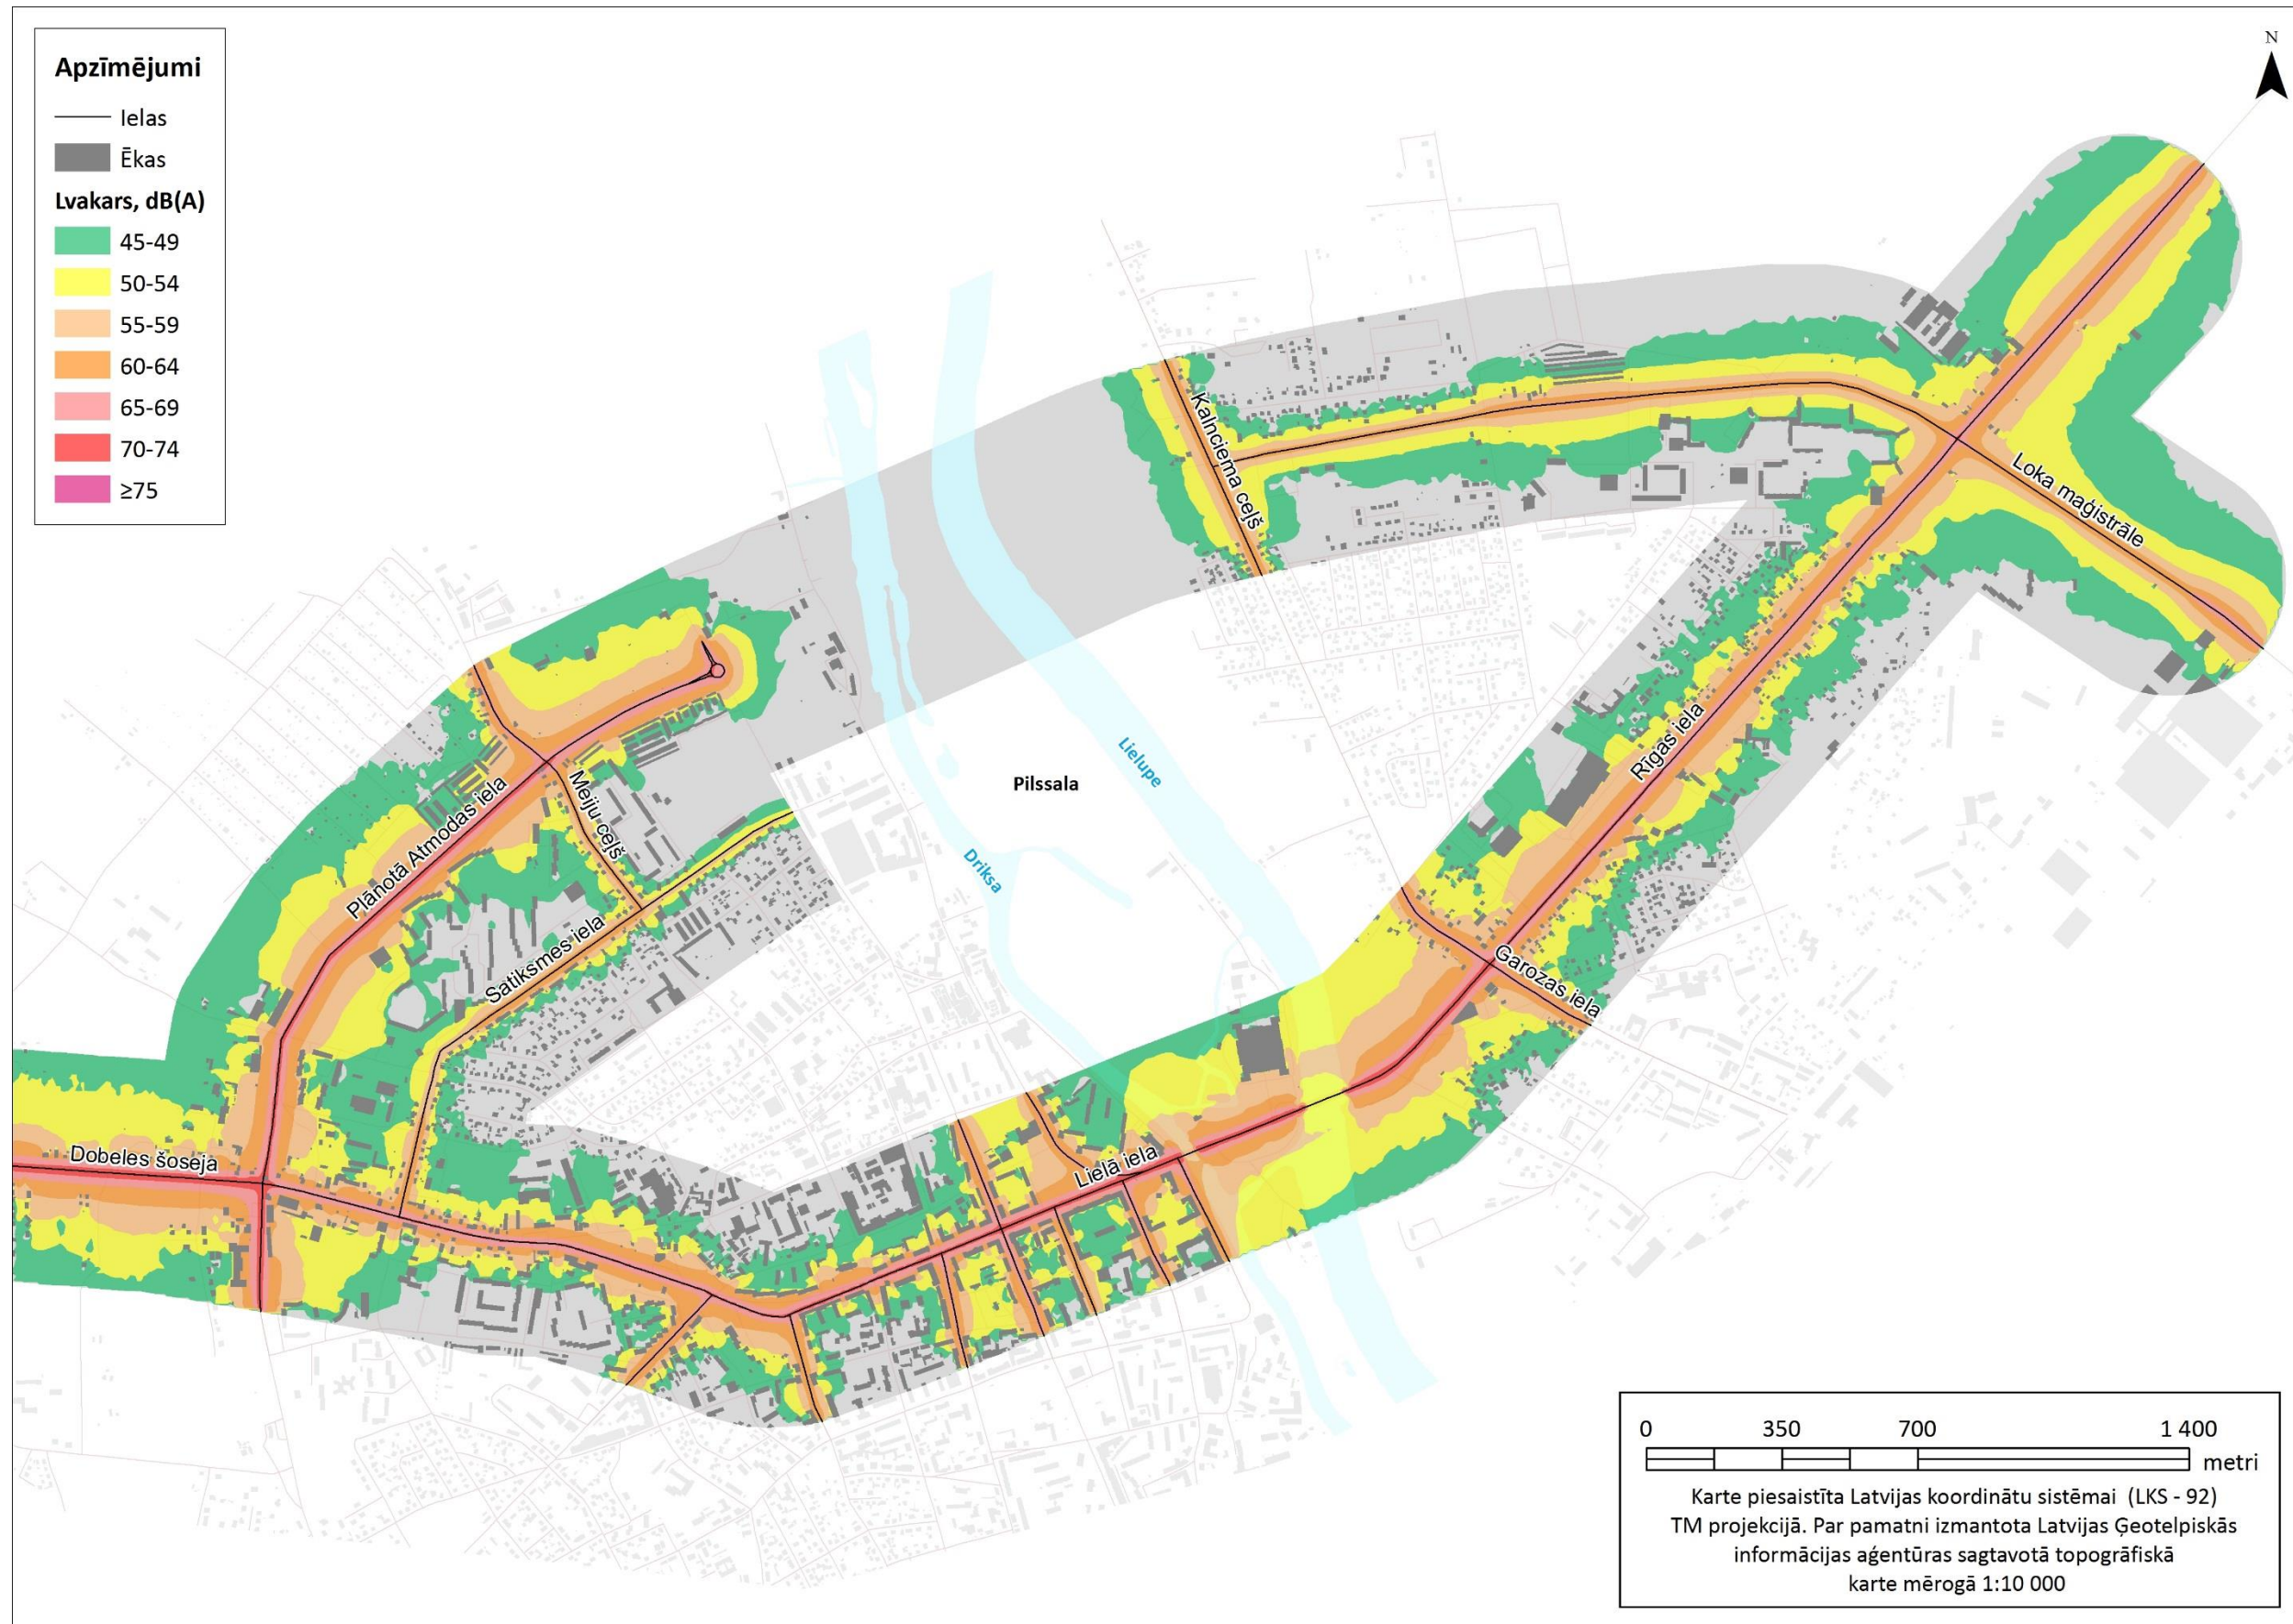 Apzīmējumi
Ielas
Ēkas
Lvakars, dB(A)
45-49
50-54
55-59
60-64
65-69
70-74
≥75
N
Kalnciema ceļš
Loka maģistrāle
Lielupe
Rīgas iela
Pilssala
Meiju ceļš
Plānotā Atmodas iela
Driksa
Satiksmes iela
Garozas iela
Dobeles šoseja
Lielā iela
0 350 700 1 400
metri
Karte piesaistīta Latvijas koordinātu sistēmai (LKS - 92)
TM projekcijā. Par pamatni izmantota Latvijas Ģeotelpiskās
informācijas aģentūras sagtavotā topogrāfiskā
karte mērogā 1:10 000